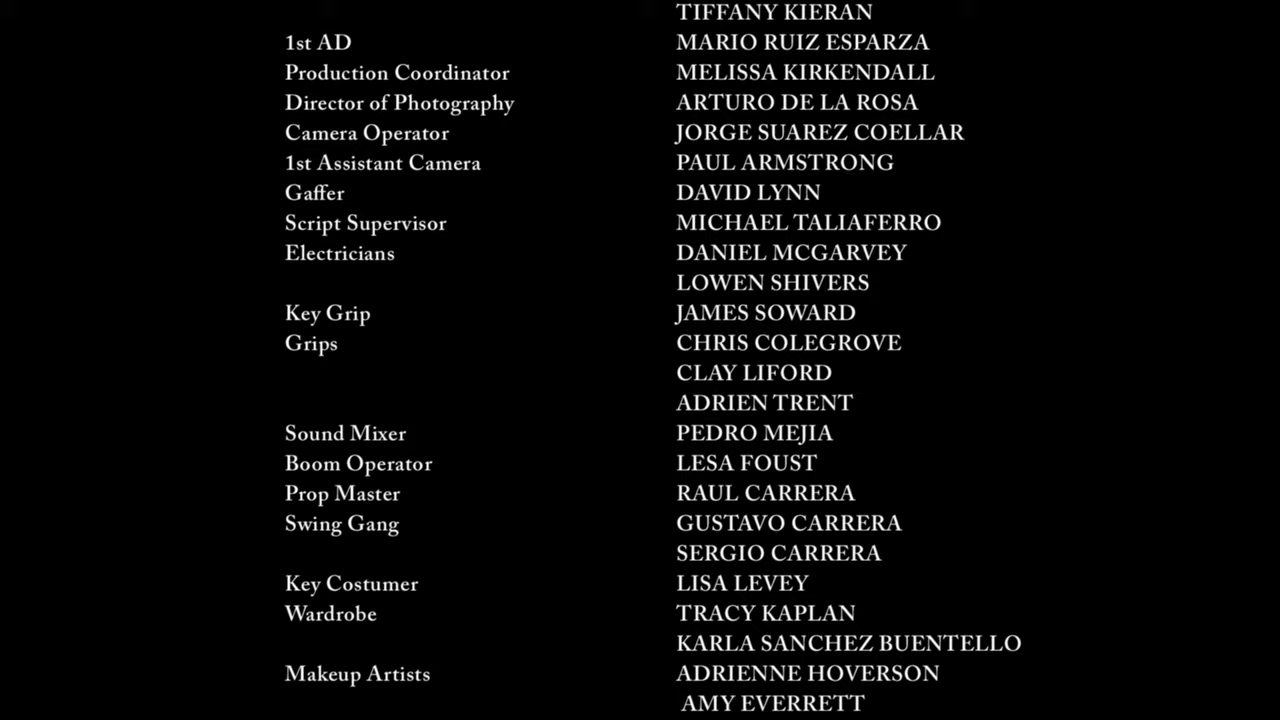 TIFFANY KIERAN
1st AD MARIO RUIZ ESPARZA
Production Coordinator MELISSA KIRKENDALL
Director of Photography ARTURO DE LA ROSA
Camera Operator JORGE SUAREZ COELLAR
1st Assistant Camera PAUL ARMSTRONG
Gaffer DAVID LYNN
Script Supervisor MICHAEL TALIAFERRO
Electricians DANIEL MCGARVEY
LOWEN SHIVERS
Key Grip JAMES SOWARD
Grips CHRIS COLEGROVE
CLAY LIFORD
ADRIEN TRENT
Sound Mixer PEDRO MEJIA
Boom Operator LESA FOUST
Prop Master RAUL CARRERA
Swing Gang GUSTAVO CARRERA
SERGIO CARRERA
Key Costumer LISA LEVEY
Wardrobe TRACY KAPLAN
KARLA SANCHEZ BUENTELLO
Makeup Artists ADRIENNE HOVERSON
AMY EVERRETT